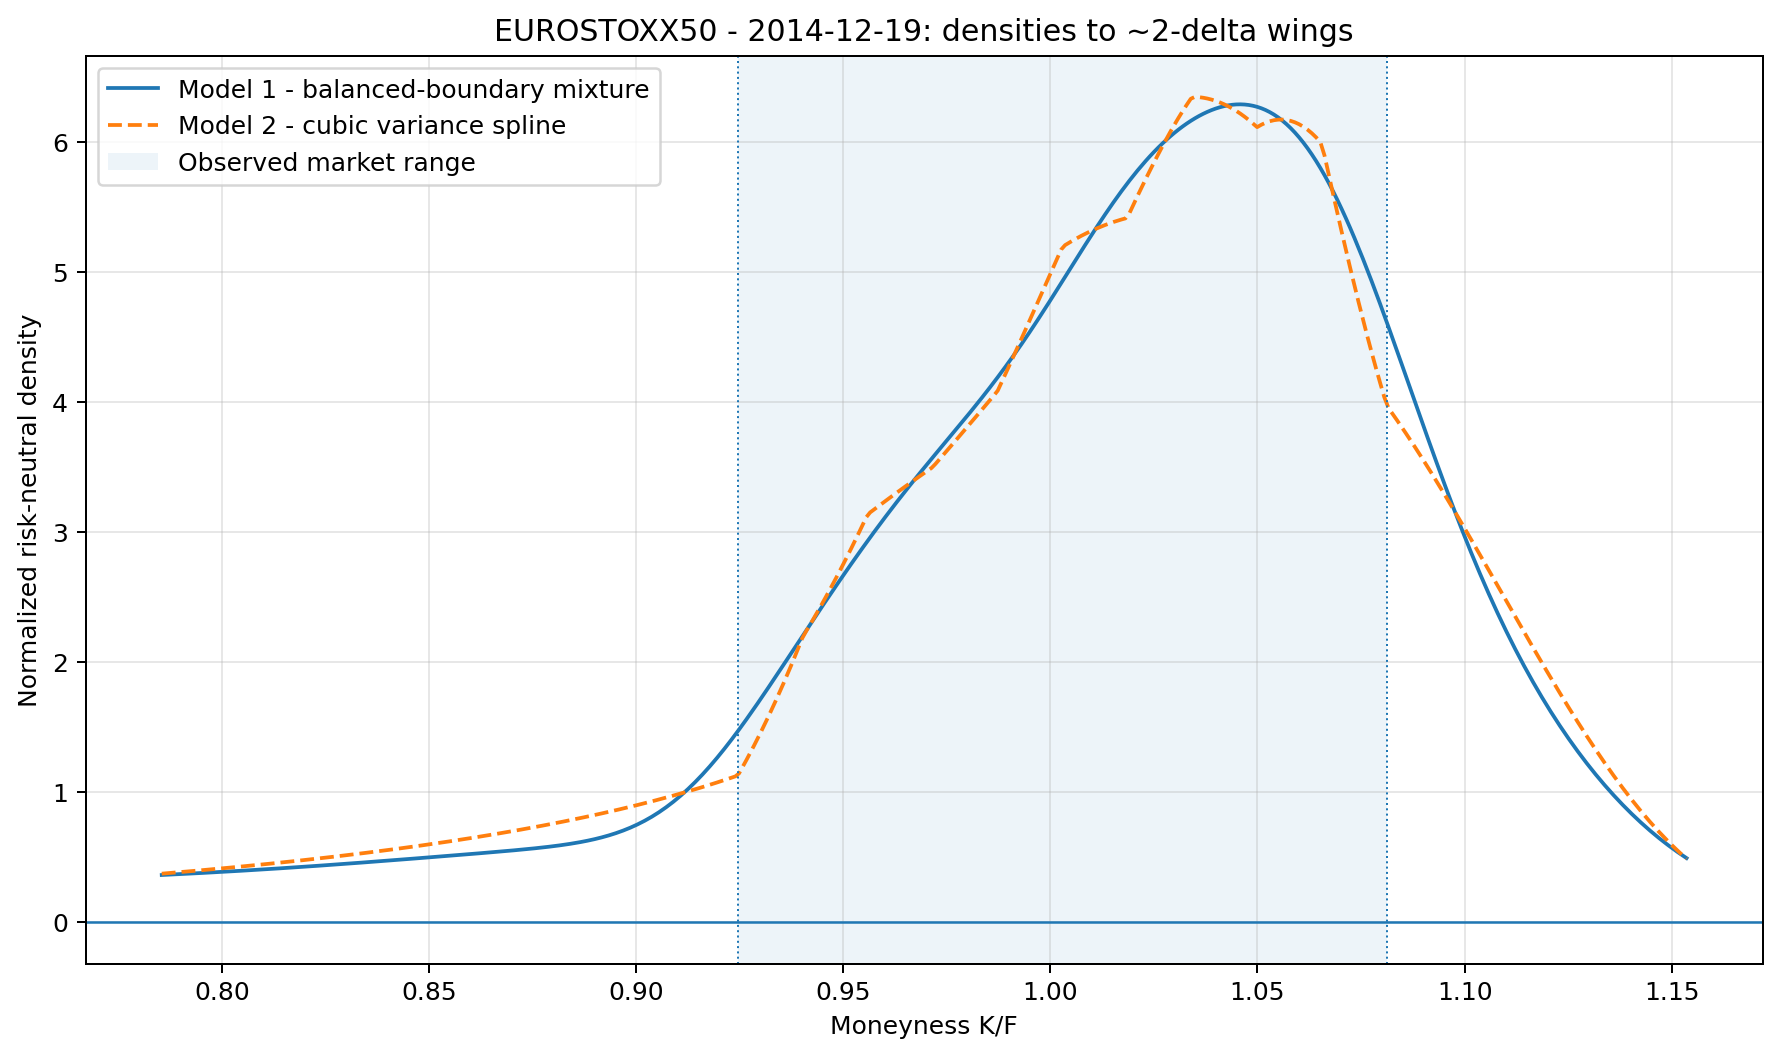 EUROSTOXX50 - 2014-12-19: densities to ~2-delta wings
Model 1 - balanced-boundary mixture
Model 2 - cubic variance spline
Observed market range
Normalized risk-neutral density
6
5
4
3
2
1
0
0.80 0.85 0.90 0.95 1.00 1.05 1.10 1.15
Moneyness K/F